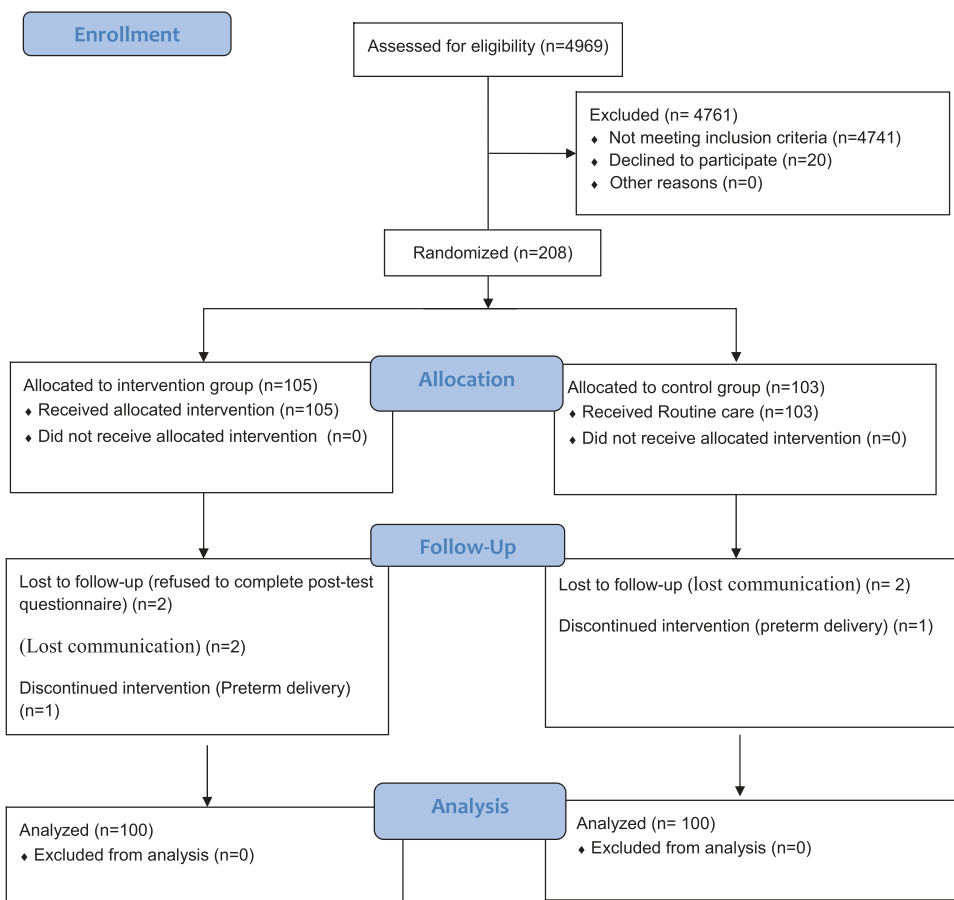 Enrollment
Assessed for eligibility (n=4969)
Excluded (n= 4761)
♦ Not meeting inclusion criteria (n=4741)
♦ Declined to participate (n=20)
♦ Other reasons (n=0)
Randomized (n=208)
Allocation
Allocated to intervention group (n=105)
♦ Received allocated intervention (n=105)
♦ Did not receive allocated intervention (n=0)
Allocated to control group (n=103)
♦ Received Routine care (n=103)
♦ Did not receive allocated intervention (n=0)
Follow-Up
Lost to follow-up (refused to complete post-test
questionnaire) (n=2)
(Lost communication) (n=2)
Discontinued intervention (Preterm delivery)
(n=1)
Lost to follow-up (lost communication) (n= 2)
Discontinued intervention (preterm delivery) (n=1)
Analysis
Analyzed (n=100)
♦ Excluded from analysis (n=0)
Analyzed (n= 100)
♦ Excluded from analysis (n=0)